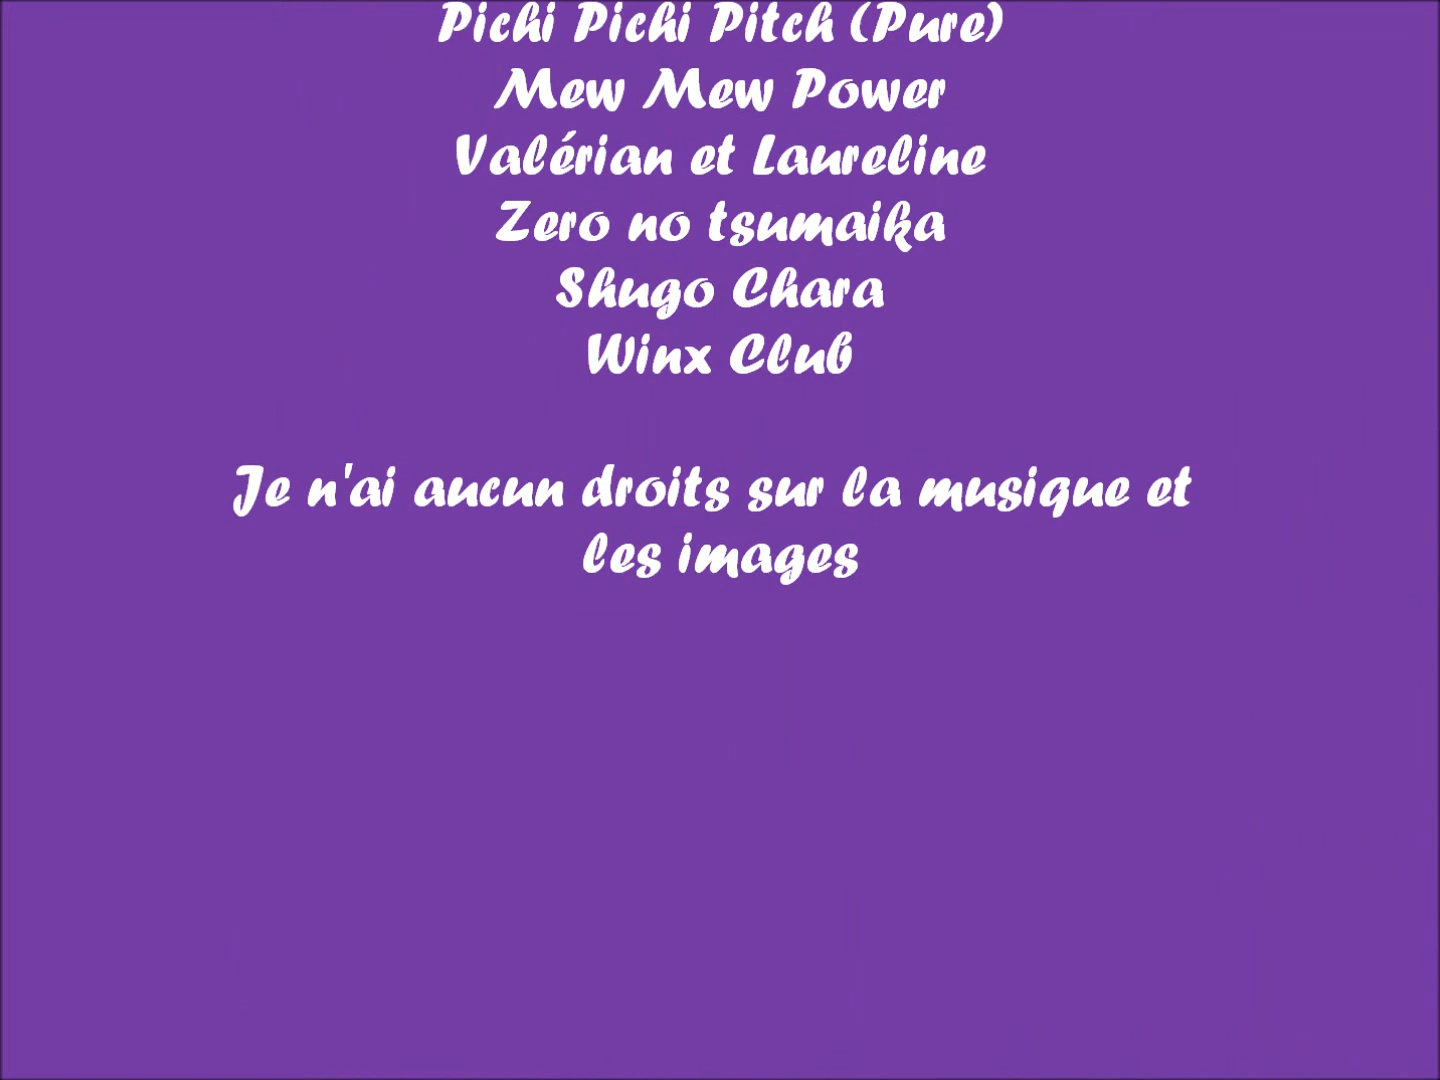 Pichi Pichi Pitch (Pure)
Mew Mew Power
Valérian et Laureline
Zero no tsumaika
Shugo Chara
Winx Club
Je n'ai aucun droits sur la musique et
les images